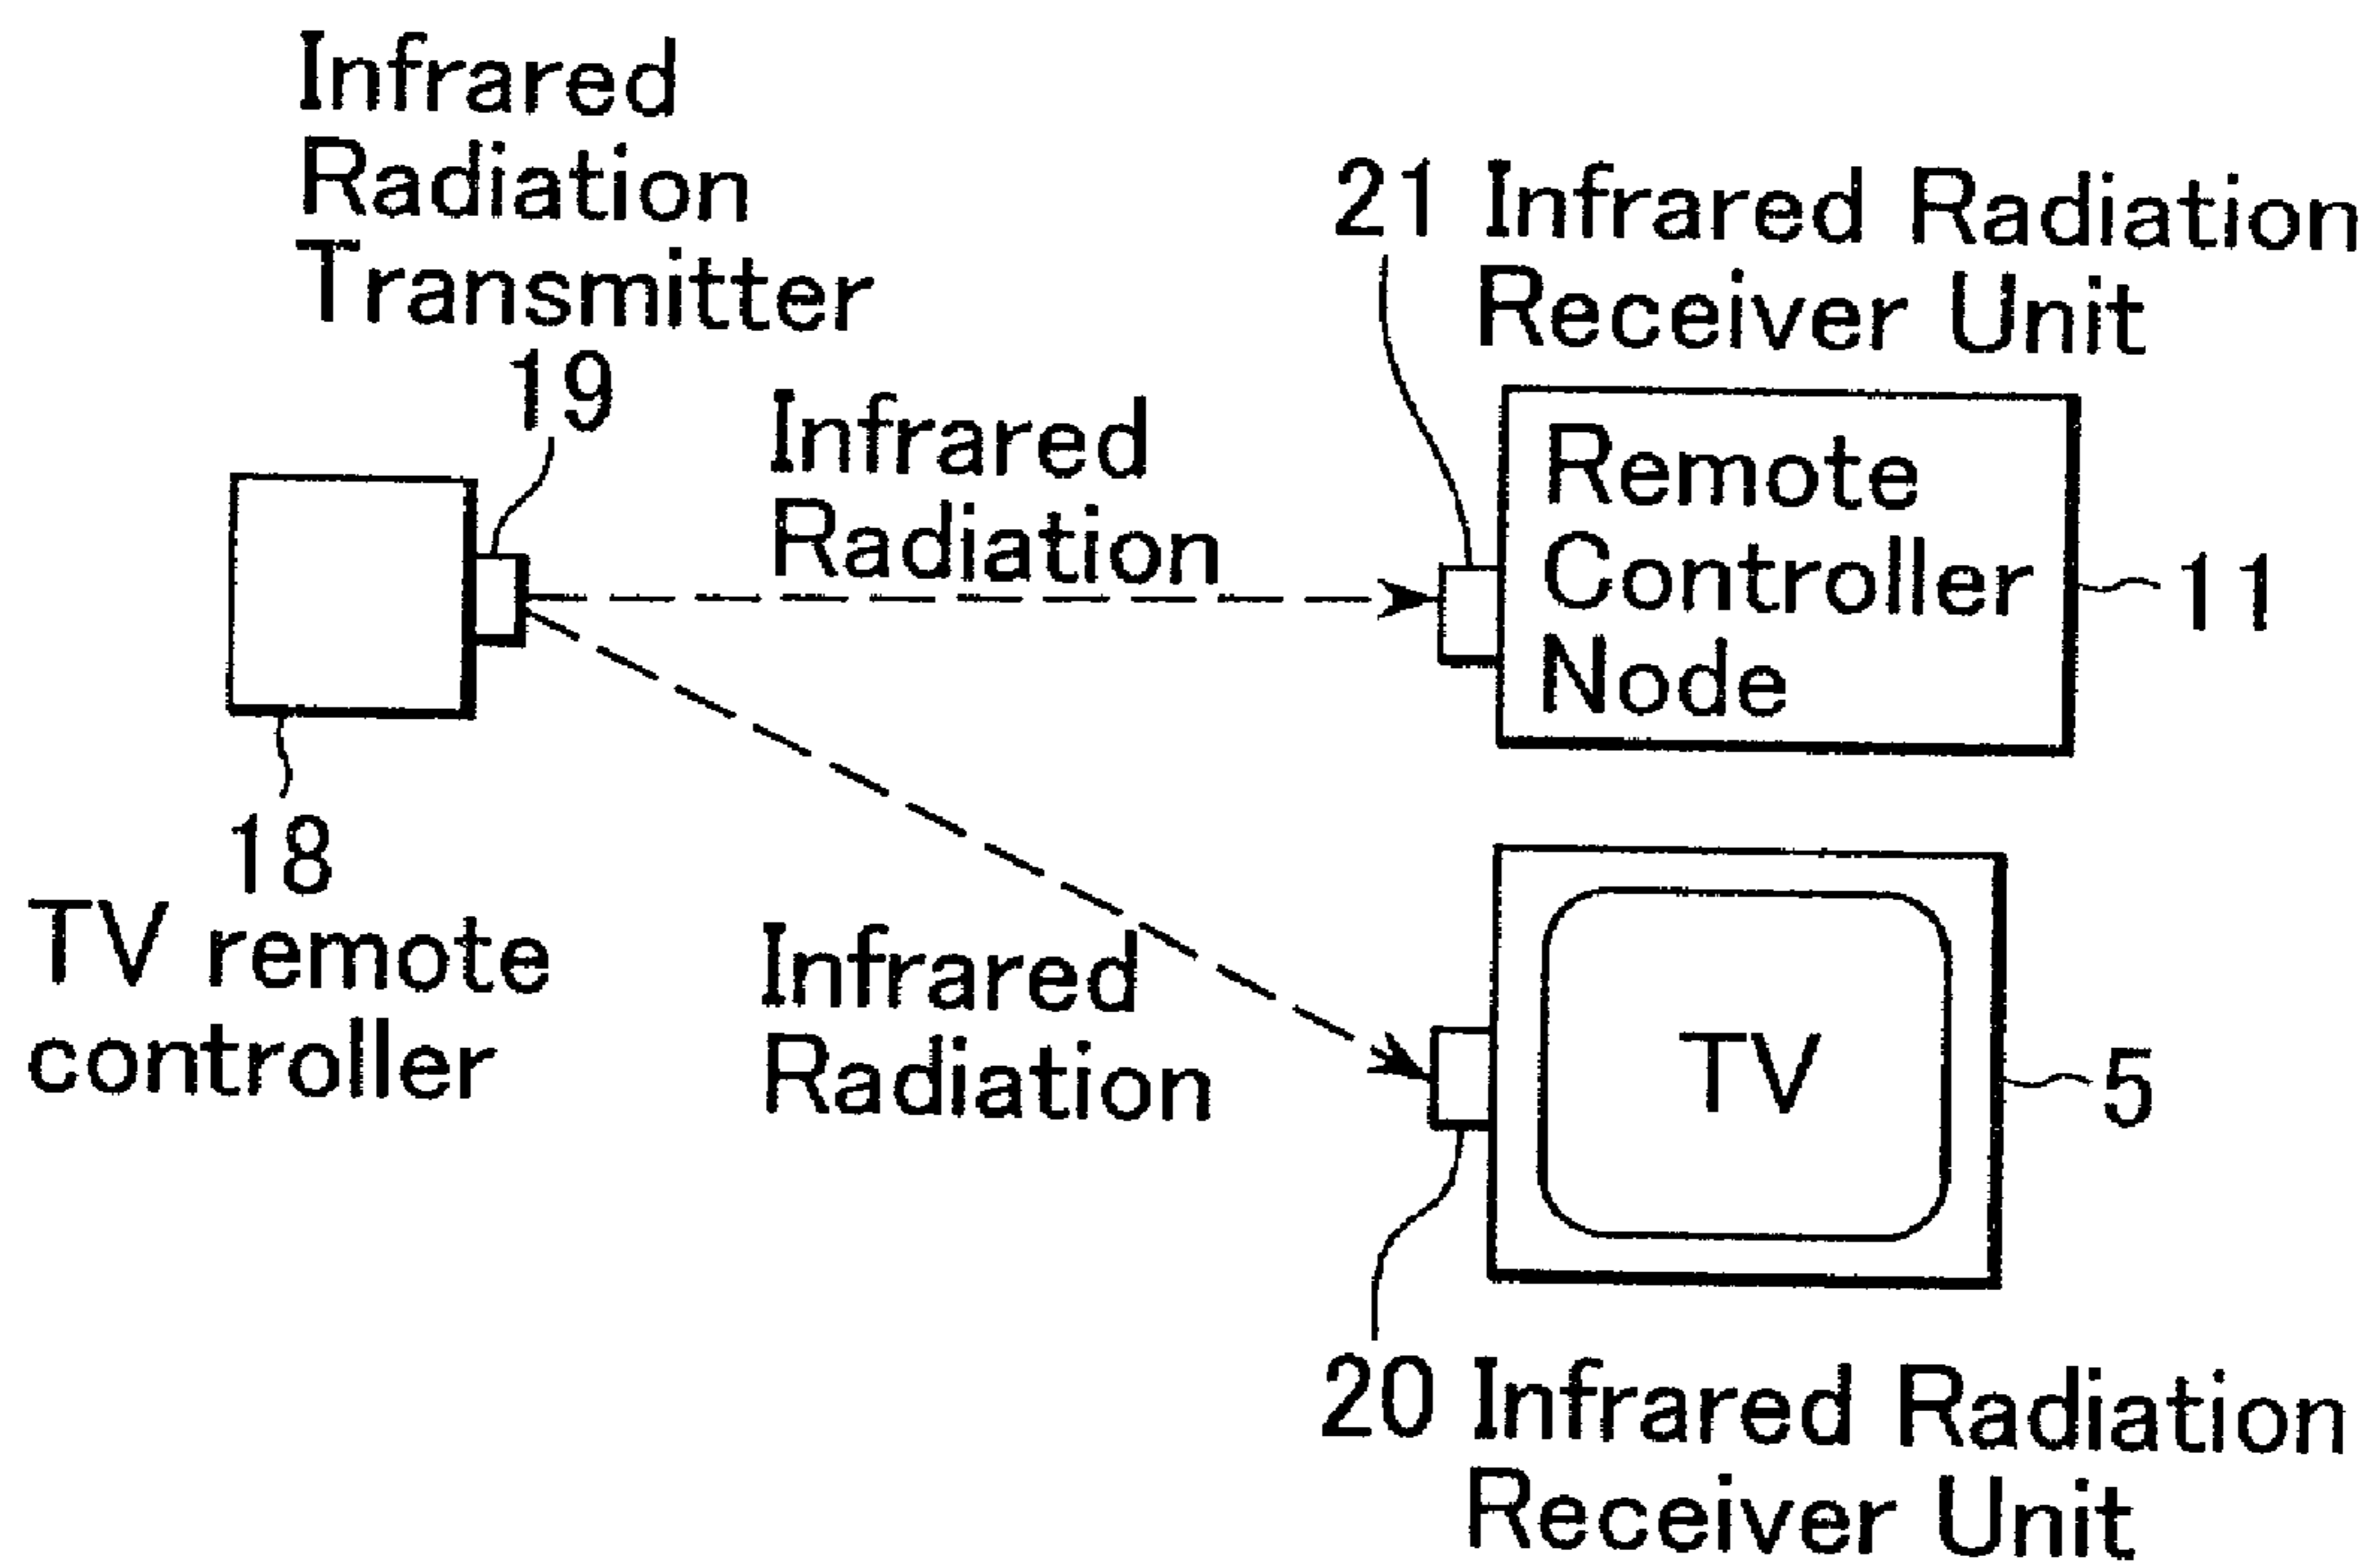 Infrared
Radiation
Transmitter
19
21 Infrared Radiation
Receiver Unit
Infrared
Radiation
Remote
Controller
Node
11
18
TV remote
controller
Infrared
Radiation
TV
5
20 Infrared Radiation
Receiver Unit